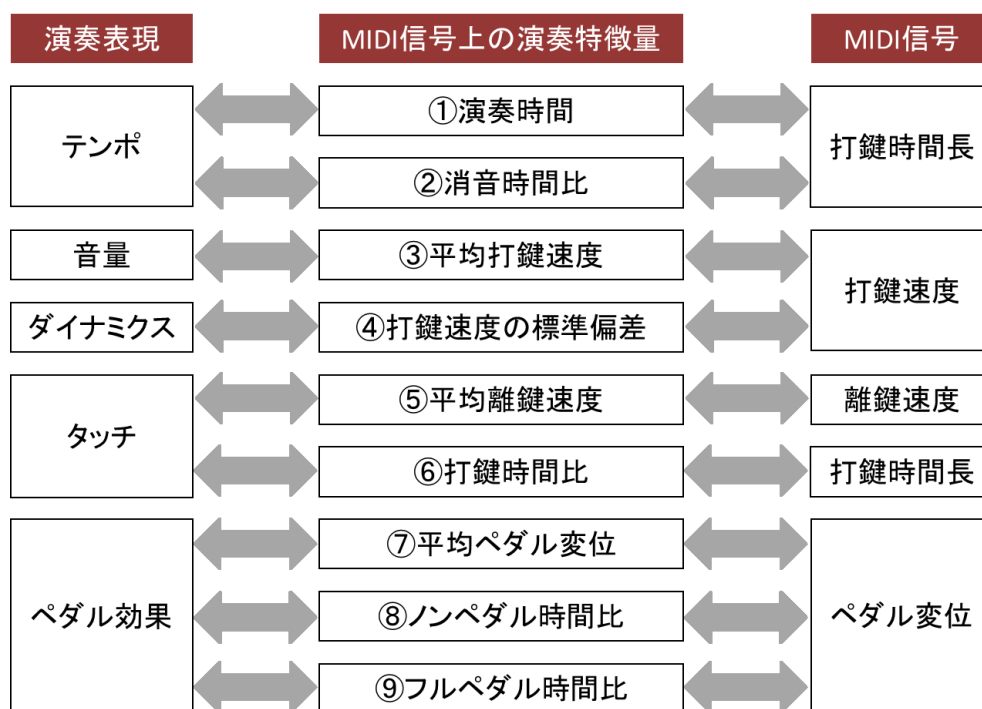 演奏表現
MIDI信号上の演奏特徴量
MIDI信号
テンポ
①演奏時間
②消音時間比
打鍵時間長
音量
③平均打鍵速度
打鍵速度
ダイナミクス
④打鍵速度の標準偏差
タッチ
⑤平均離鍵速度
離鍵速度
⑥打鍵時間比
打鍵時間長
ペダル効果
⑦平均ペダル変位
⑧ノンペダル時間比
⑨フルペダル時間比
ペダル変位